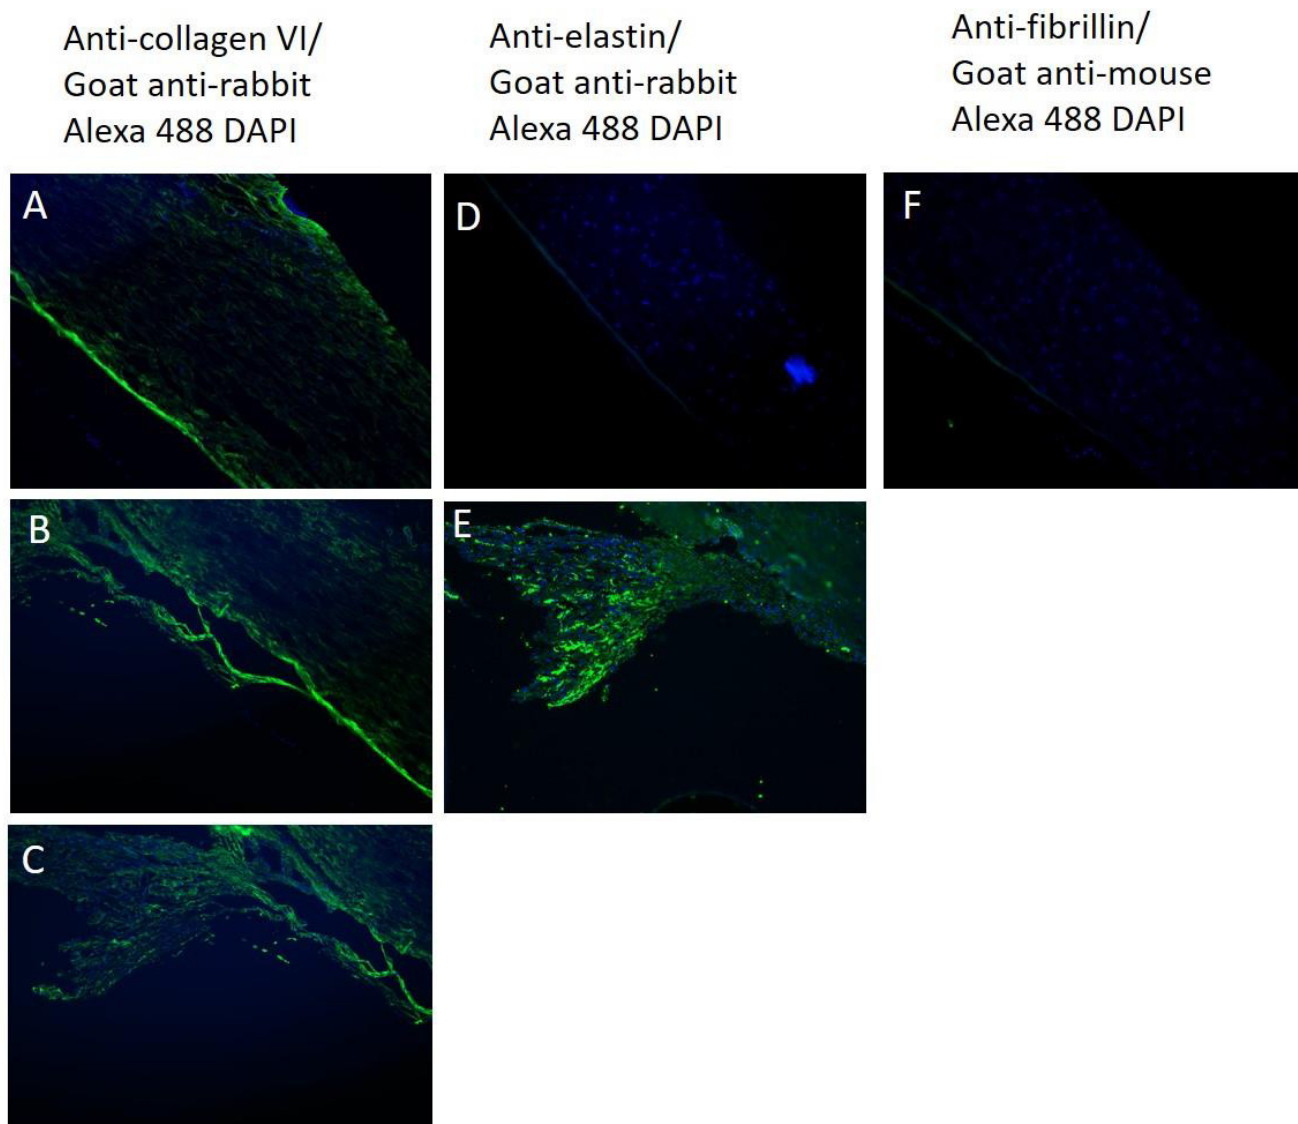 Anti-collagen VI/
Goat anti-rabbit
Alexa 488 DAPI
Anti-elastin/
Goat anti-rabbit
Alexa 488 DAPI
Anti-fibrillin/
Goat anti-mouse
Alexa 488 DAPI
A
D
F
B
E
C